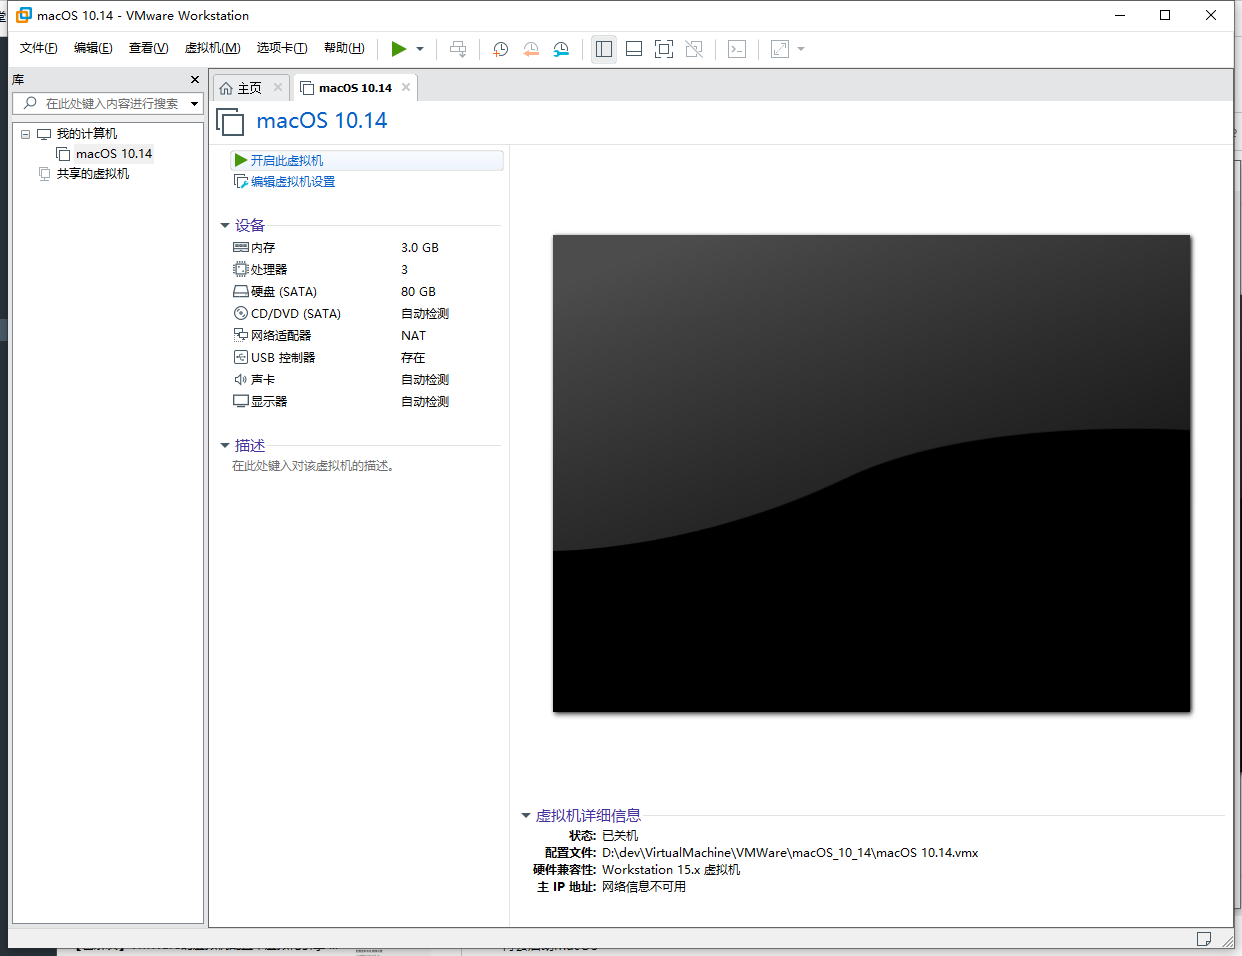 macOS 10.14 - VMware Workstation
文件(F) 编辑(E) 查看(V) 虚拟机(M) 选项卡(T) 帮助(H)
库
在此处键入内容进行搜索
我的计算机
macOS 10.14
共享的虚拟机
主页
macOS 10.14
macOS 10.14
开启此虚拟机
编辑虚拟机设置
设备
内存 3.0 GB
处理器 3
硬盘 (SATA) 80 GB
CD/DVD (SATA) 自动检测
网络适配器 NAT
USB 控制器 存在
声卡 自动检测
显示器 自动检测
描述
在此处键入对该虚拟机的描述。
虚拟机详细信息
状态: 已关机
配置文件: D:\dev\VirtualMachine\VMWare\macOS_10_14\macOS 10.14.vmx
硬件兼容性: Workstation 15.x 虚拟机
主 IP 地址: 网络信息不可用